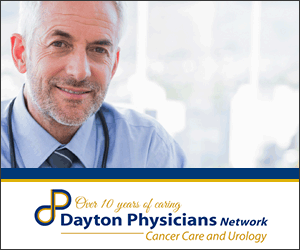 Over 10 years of caring
Dayton Physicians Network
Cancer Care and Urology